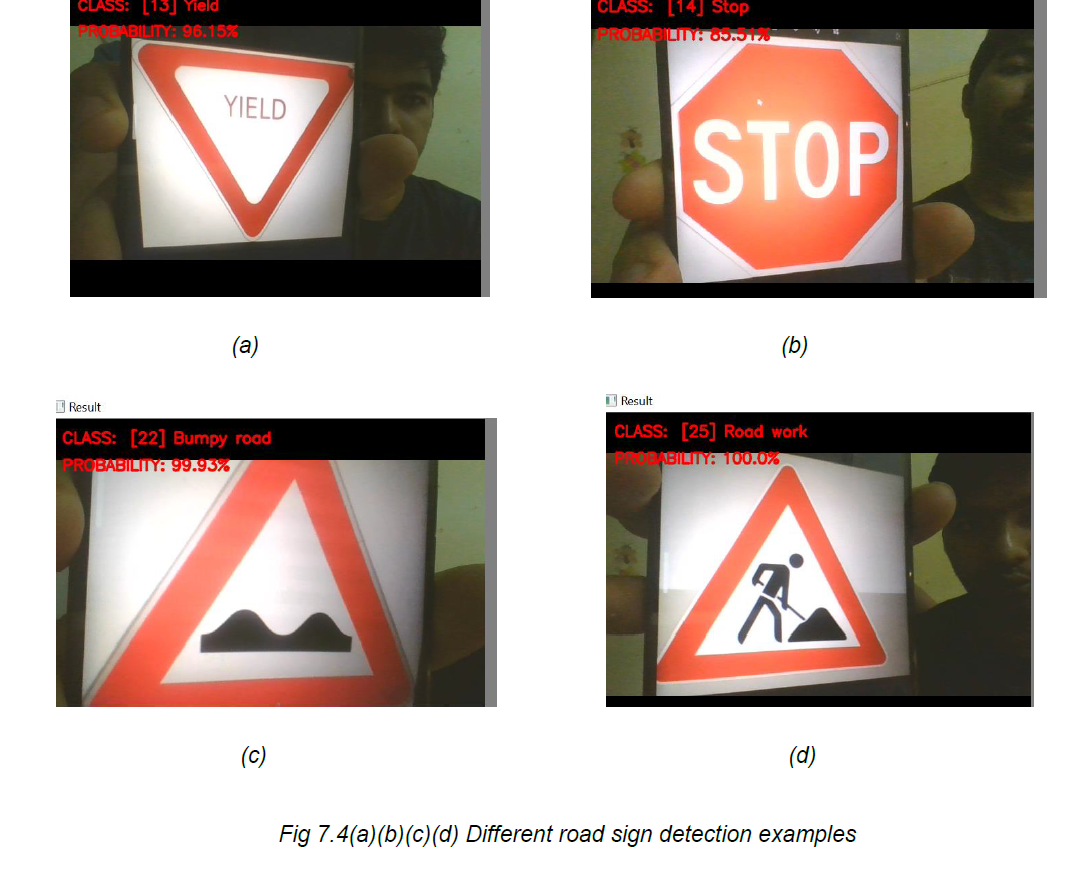 CLASS: [13] Yield
PROBABILITY: 96.15%
YIELD
CLASS: [14] Stop
PROBABILITY: 85.51%
STOP
(a)
(b)
Result
CLASS: [22] Bumpy road
PROBABILITY: 99.93%
Result
CLASS: [25] Road work
PROBABILITY: 100.0%
(c)
(d)
Fig 7.4(a)(b)(c)(d) Different road sign detection examples